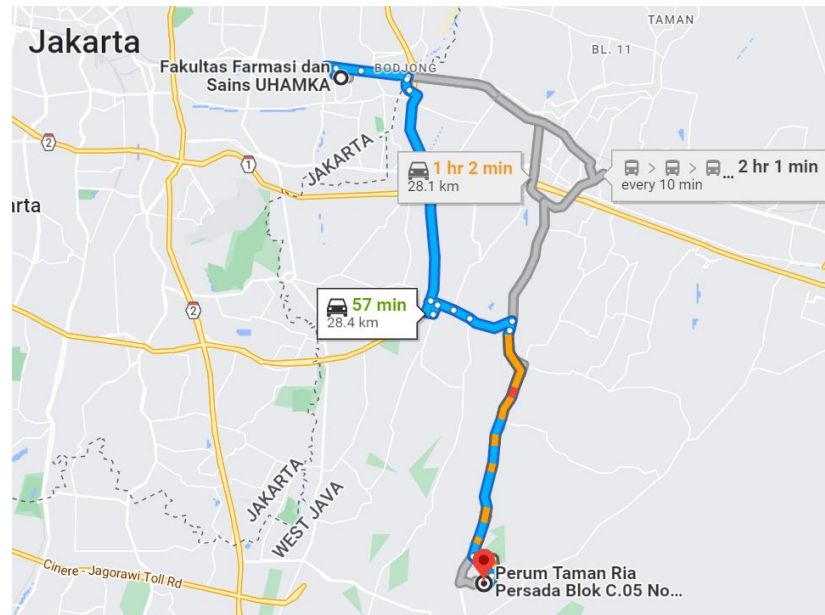 Jakarta
TAMAN
BL. 11
Fakultas Farmasi dan
Sains UHAMKA
BODJONG
2
1
JAKARTA
1 hr 2 min
28.1 km
... 2 hr 1 min
every 10 min
arta
57 min
28.4 km
2
JAKARTA
WEST JAVA
Cinere - Jagorawi Toll Rd
Perum Taman Ria
Persada Blok C.05 No...